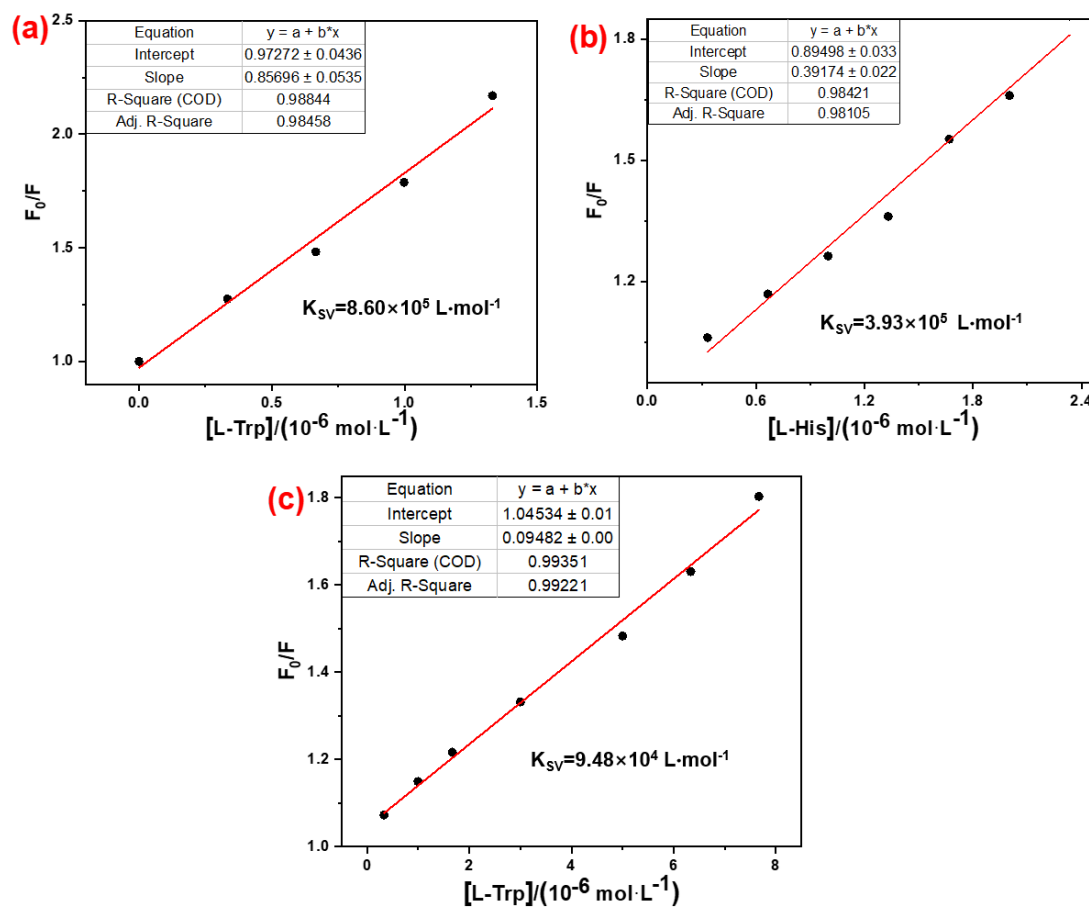 (a)
Equation y = a + b*x
Intercept 0.97272 ± 0.0436
Slope 0.85696 ± 0.0535
R-Square (COD) 0.98844
Adj. R-Square 0.98458
2.5
2.0
1.5
1.0
F₀/F
K_SV=8.60×10⁵ L·mol⁻¹
0.0 0.5 1.0 1.5
[L-Trp]/(10⁻⁶ mol·L⁻¹)
(b)
Equation y = a + b*x
Intercept 0.89498 ± 0.033
Slope 0.39174 ± 0.022
R-Square (COD) 0.98421
Adj. R-Square 0.98105
1.8
1.5
1.2
F₀/F
K_SV=3.93×10⁵ L·mol⁻¹
0.0 0.6 1.2 1.8 2.4
[L-His]/(10⁻⁶ mol·L⁻¹)
(c)
Equation y = a + b*x
Intercept 1.04534 ± 0.01
Slope 0.09482 ± 0.00
R-Square (COD) 0.99351
Adj. R-Square 0.99221
1.8
1.6
1.4
1.2
1.0
F₀/F
K_SV=9.48×10⁴ L·mol⁻¹
0 2 4 6 8
[L-Trp]/(10⁻⁶ mol·L⁻¹)